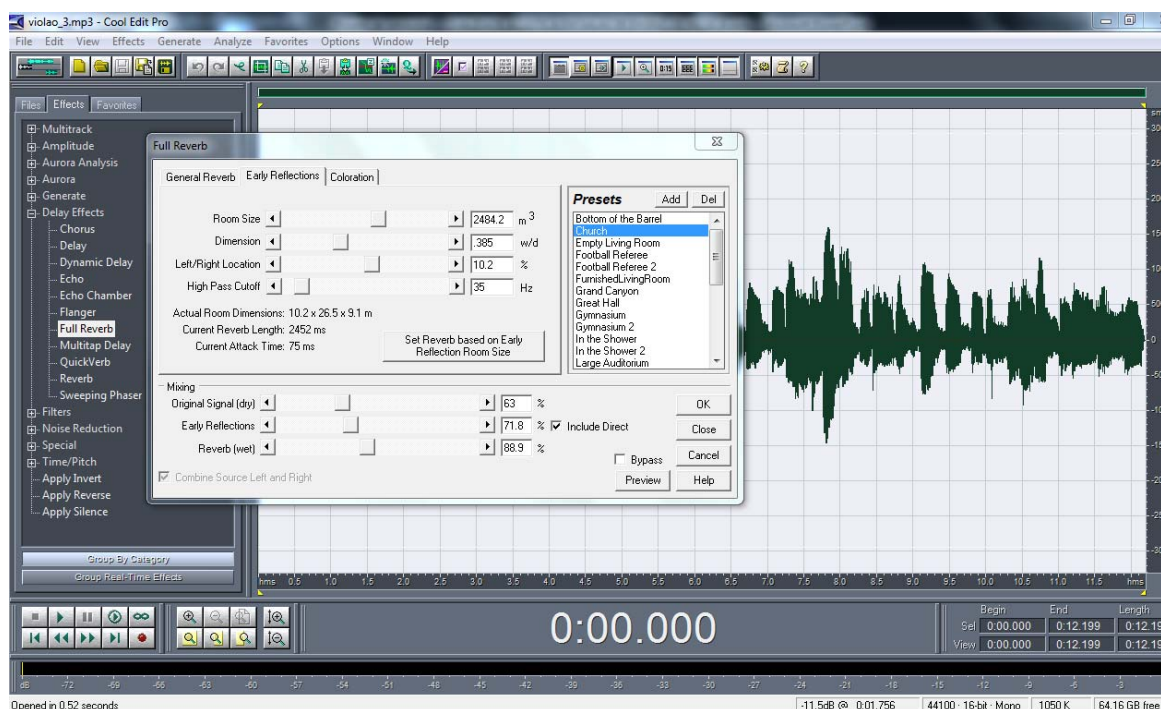 violao_3.mp3 - Cool Edit Pro
File Edit View Effects Generate Analyze Favorites Options Window Help
Files Effects Favorites
Multitrack
Amplitude
Aurora Analysis
Aurora
Generate
Delay Effects
Chorus
Delay
Dynamic Delay
Echo
Echo Chamber
Flanger
Full Reverb
Multitap Delay
QuickVerb
Reverb
Sweeping Phaser
Filters
Noise Reduction
Special
Time/Pitch
Apply Invert
Apply Reverse
Apply Silence
Group By Category
Group Real-Time Effects
Full Reverb
General Reverb Early Reflections Coloration
Room Size 2484.2 m 3
Dimension .385 w/d
Left/Right Location 10.2 %
High Pass Cutoff 35 Hz
Actual Room Dimensions: 10.2 x 26.5 x 9.1 m
Current Reverb Length: 2452 ms
Current Attack Time: 75 ms
Set Reverb based on Early
Reflection Room Size
Presets Add Del
Bottom of the Barrel
Church
Empty Living Room
Football Referee
Football Referee 2
FurnishedLivingRoom
Grand Canyon
Great Hall
Gymnasium
Gymnasium 2
In the Shower
In the Shower 2
Large Auditorium
Mixing
Original Signal (dry) 63 %
Early Reflections 71.8 % Include Direct
Reverb (wet) 88.9 %
Combine Source Left and Right
OK
Close
Bypass Cancel
Preview Help
hms 0.5 1.0 1.5 2.0 2.5 3.0 3.5 4.0 4.5 5.0 5.5 6.0 6.5 7.0 7.5 8.0 8.5 9.0 9.5 10.0 10.5 11.0 11.5 hms
0:00.000
Begin End Length
Sel 0:00.000 0:12.199 0:12.19
View 0:00.000 0:12.199 0:12.19
dB -72 -69 -66 -63 -60 -57 -54 -51 -48 -45 -42 -39 -36 -33 -30 -27 -24 -21 -18 -15 -12 -9 -6 -3
Opened in 0.52 seconds -11.5dB @ 0:01.756 44100 · 16-bit · Mono 1050 K 64.16 GB free